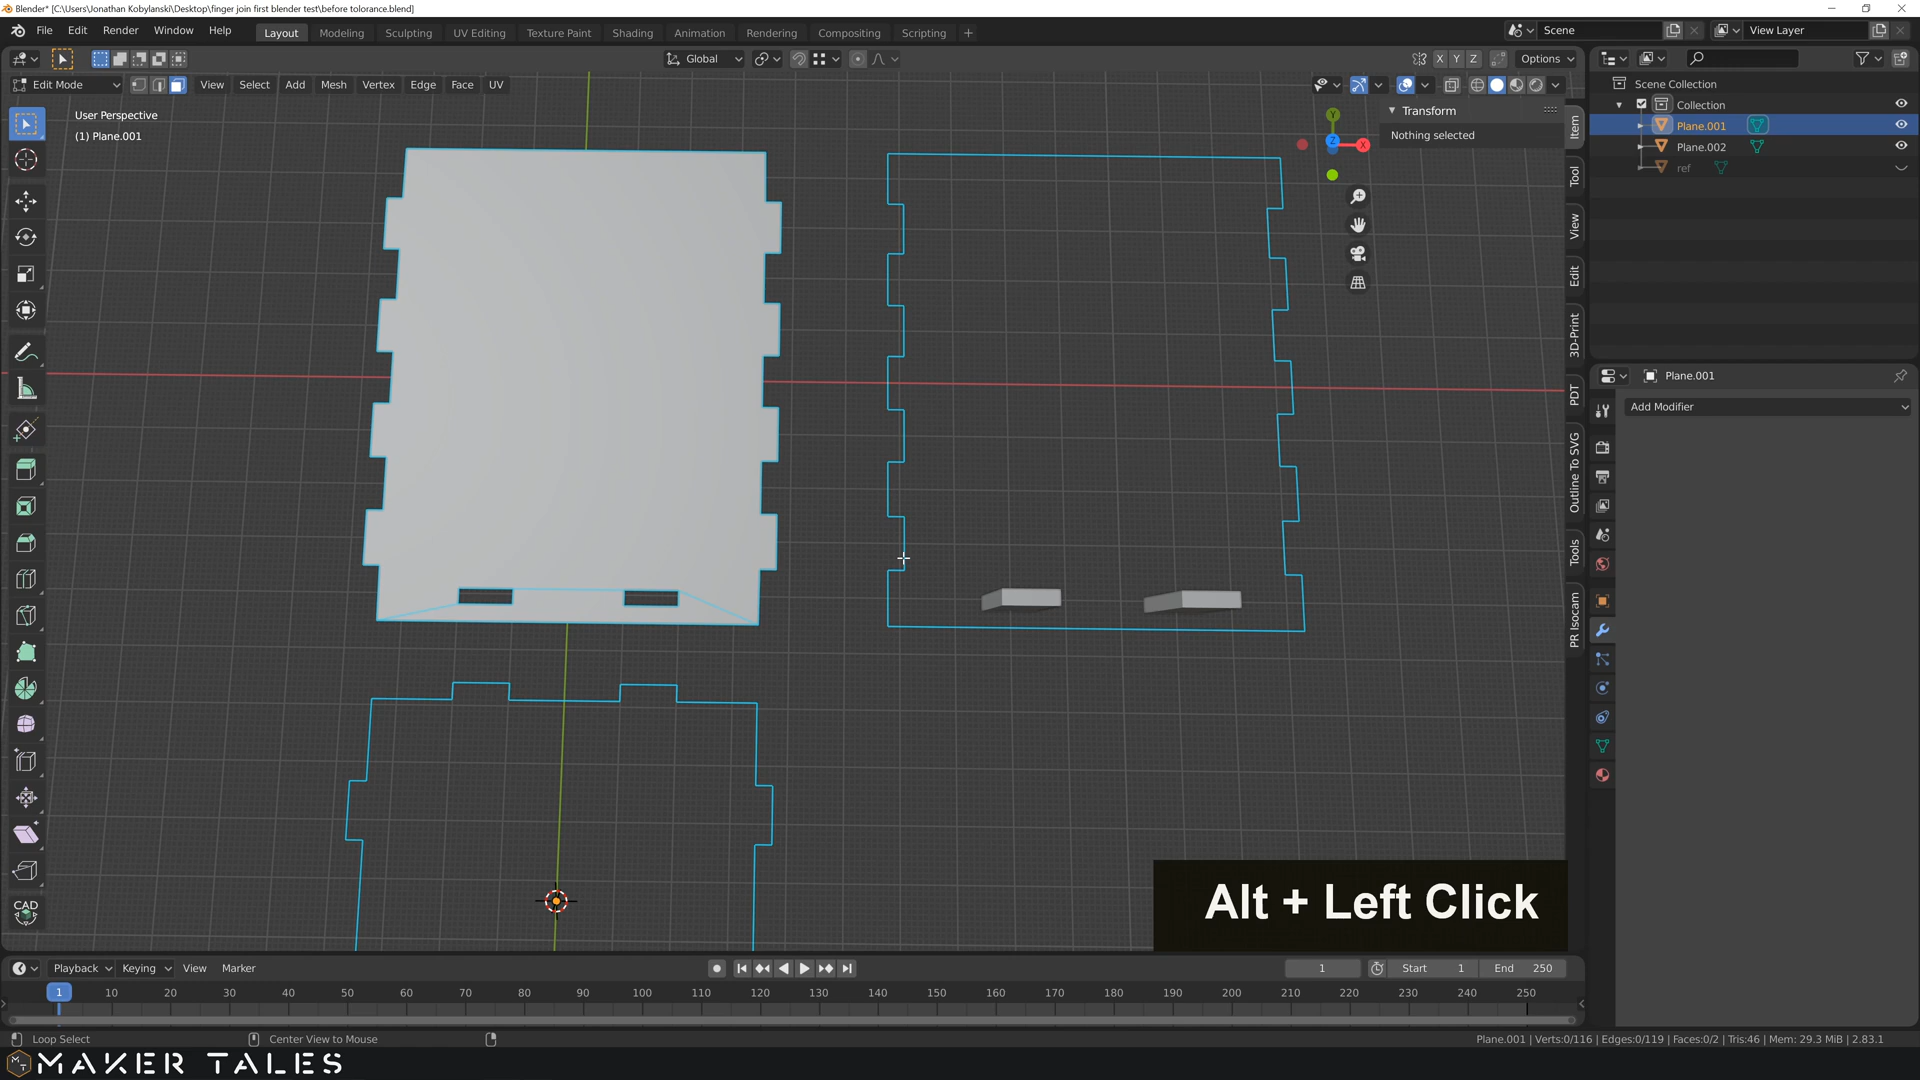 Blender* [C:\Users\Jonathan Kobylanski\Desktop\finger join first blender test\before tolorance.blend]
File Edit Render Window Help
Layout Modeling Sculpting UV Editing Texture Paint Shading Animation Rendering Compositing Scripting +
Scene
View Layer
Global
X Y Z
Options
Edit Mode
View Select Add Mesh Vertex Edge Face UV
User Perspective
(1) Plane.001
Transform
Nothing selected
Item
Tool
View
Edit
3D-Print
PDT
Outline To SVG
Tools
PR Isocam
Y
Z
X
Scene Collection
Collection
Plane.001
Plane.002
ref
Plane.001
Add Modifier
CAD
Alt + Left Click
Playback Keying View Marker
1
Start 1
End 250
1 10 20 30 40 50 60 70 80 90 100 110 120 130 140 150 160 170 180 190 200 210 220 230 240 250
Loop Select
Center View to Mouse
Plane.001 | Verts:0/116 | Edges:0/119 | Faces:0/2 | Tris:46 | Mem: 29.3 MiB | 2.83.1
MAKER TALES